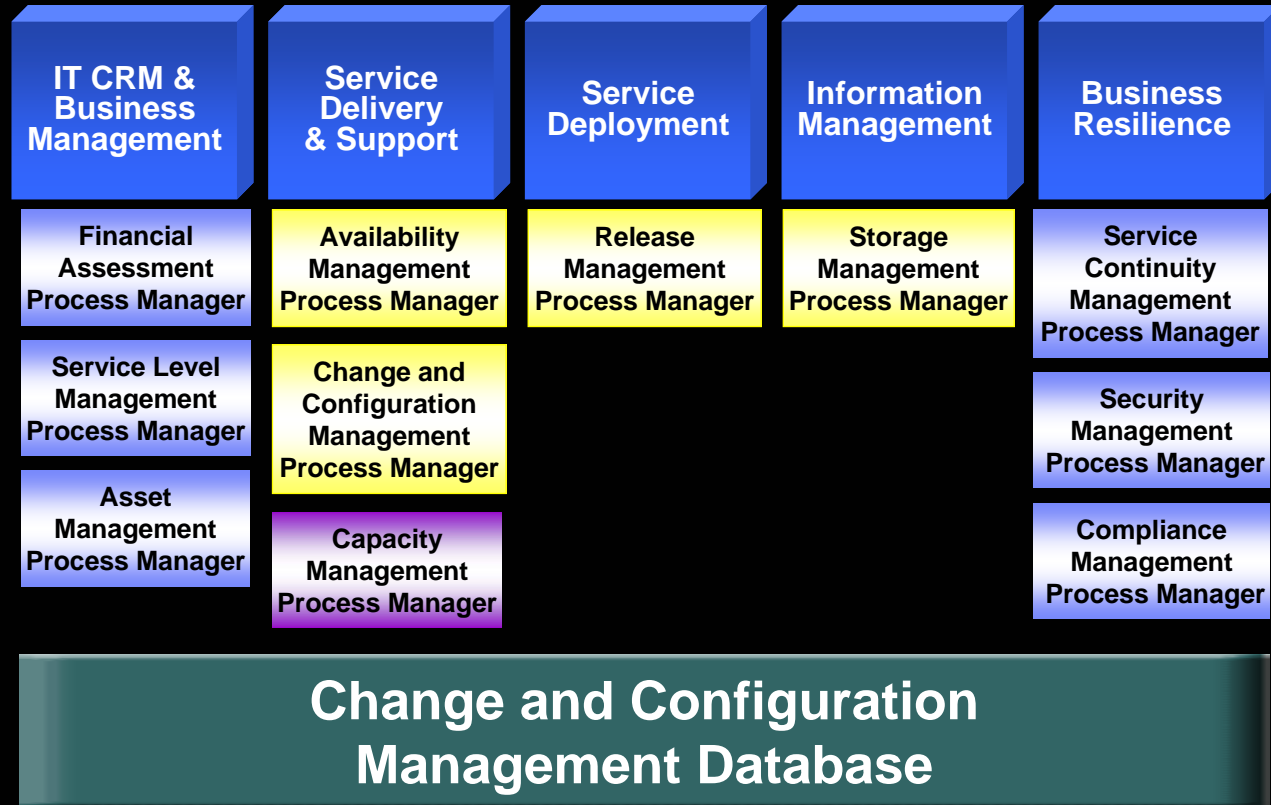 IT CRM &
Business
Management
Service
Delivery
& Support
Service
Deployment
Information
Management
Business
Resilience
Financial
Assessment
Process Manager
Service Level
Management
Process Manager
Asset
Management
Process Manager
Availability
Management
Process Manager
Change and
Configuration
Management
Process Manager
Capacity
Management
Process Manager
Release
Management
Process Manager
Storage
Management
Process Manager
Service
Continuity
Management
Process Manager
Security
Management
Process Manager
Compliance
Management
Process Manager
Change and Configuration
Management Database